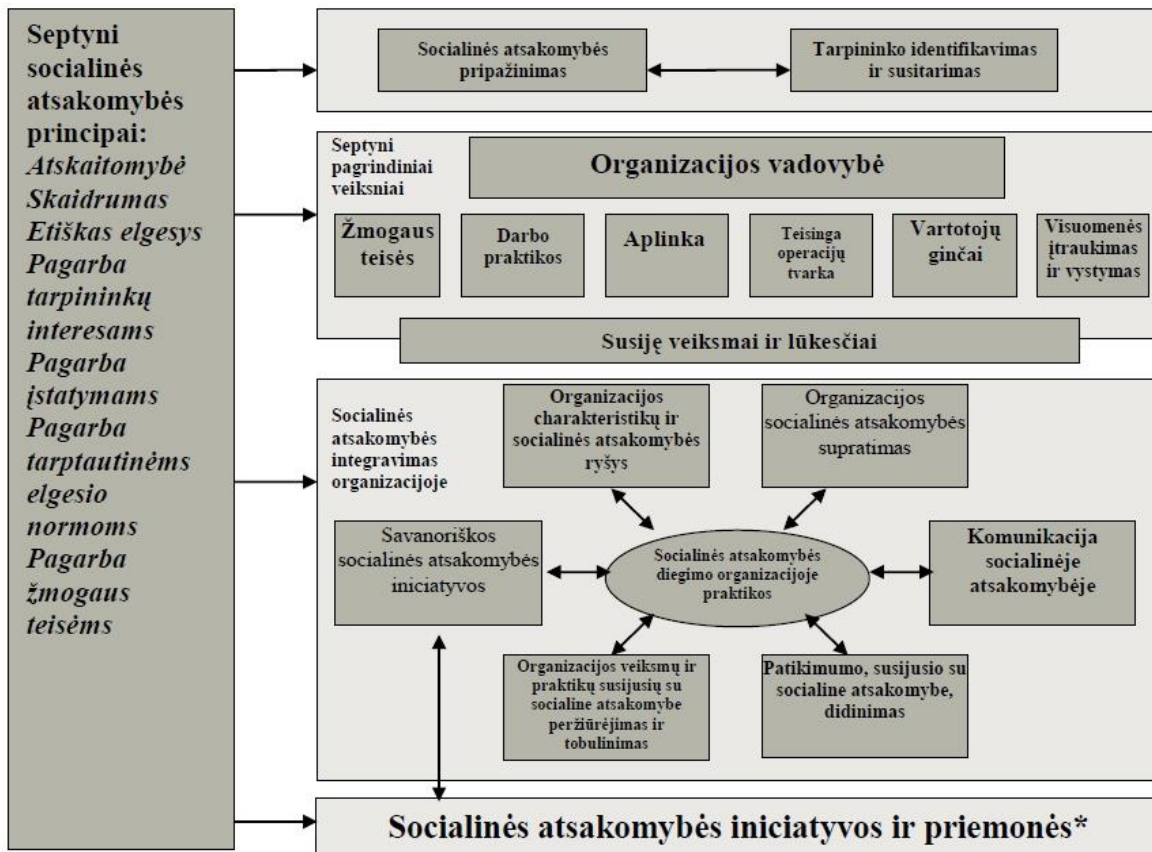 Septyni
socialinės
atsakomybės
principai:
Atskaitomybė
Skaidrumas
Etiškas elgesys
Pagarba
tarpininkų
interesams
Pagarba
įstatymams
Pagarba
tarptautinėms
elgesio
normoms
Pagarba
žmogaus
teisėms
Socialinės atsakomybės
pripažinimas
Tarpininko identifikavimas
ir susitarimas
Septyni
pagrindiniai
veiksniai
Organizacijos vadovybė
Žmogaus
teisės
Darbo
praktikos
Aplinka
Teisinga
operacijų
tvarka
Vartotojų
ginčai
Visuomenės
įtraukimas
ir vystymas
Susiję veiksmai ir lūkesčiai
Socialinės
atsakomybės
integravimas
organizacijoje
Organizacijos
charakteristikų ir
socialinės atsakomybės
ryšys
Organizacijos
socialinės atsakomybės
supratimas
Savanoriškos
socialinės atsakomybės
iniciatyvos
Socialinės atsakomybės
diegimo organizacijoje
praktikos
Komunikacija
socialinėje
atsakomybėje
Organizacijos veiksmų ir
praktikų susijusių su
socialine atsakomybe
peržiūrėjimas ir
tobulinimas
Patikimumo, susijusio su
socialine atsakomybe,
didinimas
Socialinės atsakomybės iniciatyvos ir priemonės*